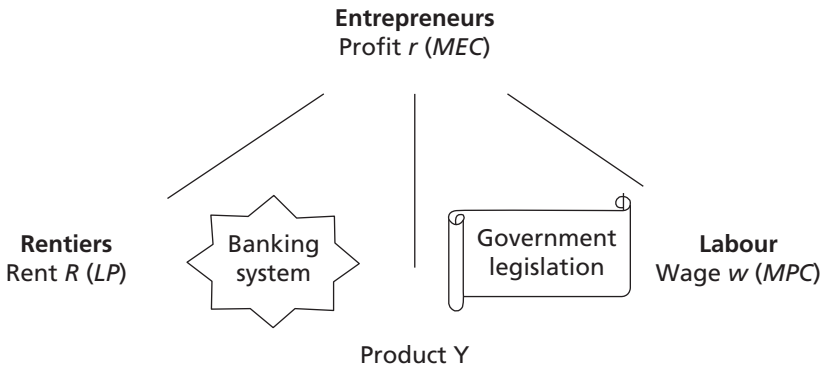 Entrepreneurs
Profit r (MEC)
Rentiers
Rent R (LP)
Banking
system
Government
legislation
Labour
Wage w (MPC)
Product Y